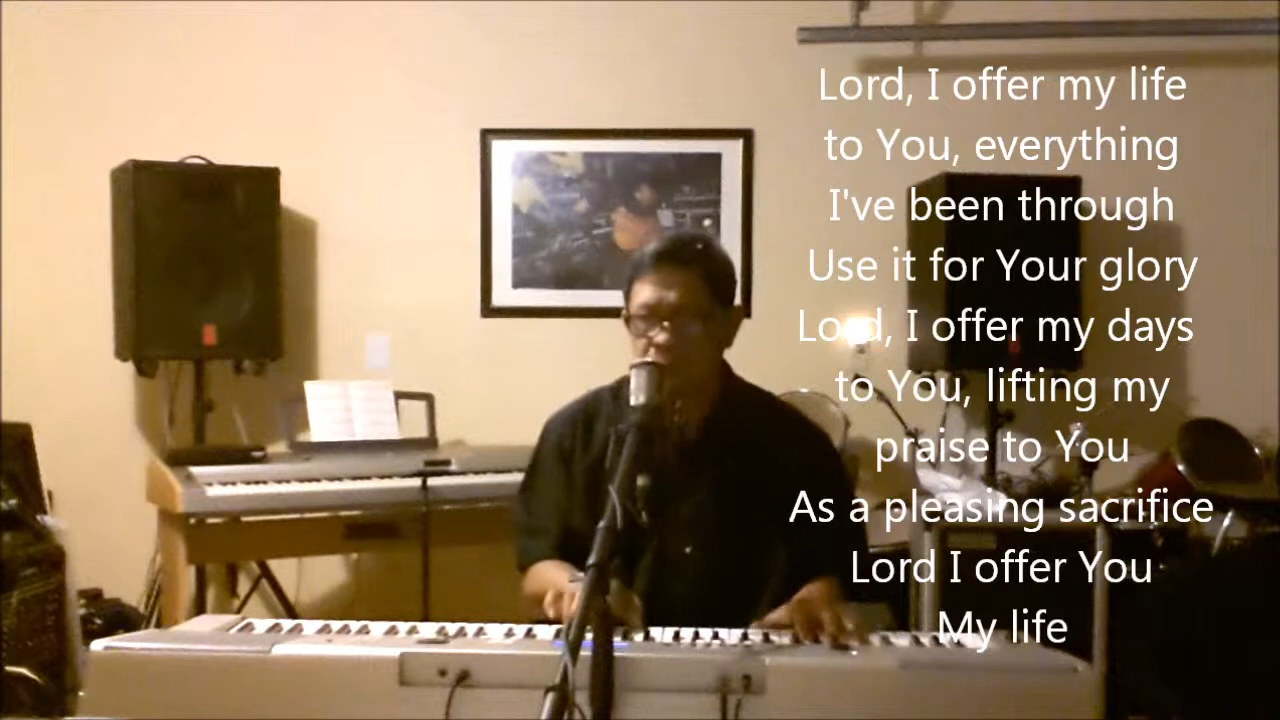 Lord, I offer my life
to You, everything
I've been through
Use it for Your glory
Lord, I offer my days
to You, lifting my
praise to You
As a pleasing sacrifice
Lord I offer You
My life